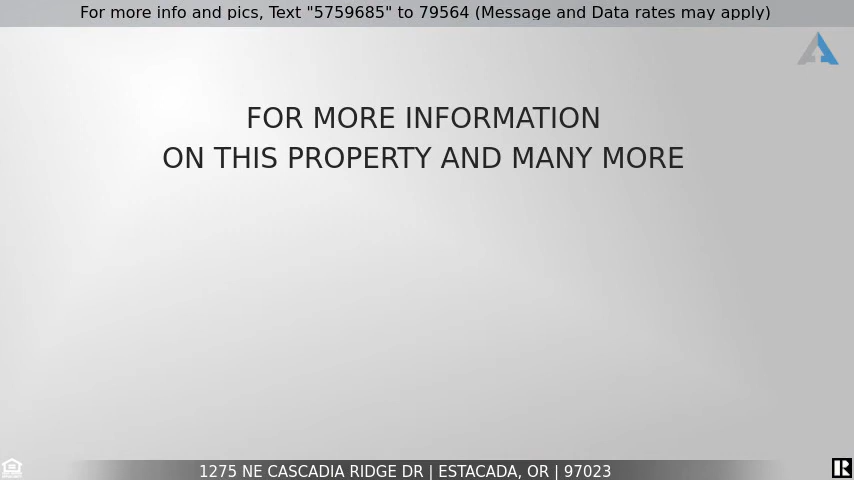 For more info and pics, Text "5759685" to 79564 (Message and Data rates may apply)
FOR MORE INFORMATION
ON THIS PROPERTY AND MANY MORE
1275 NE CASCADIA RIDGE DR | ESTACADA, OR | 97023